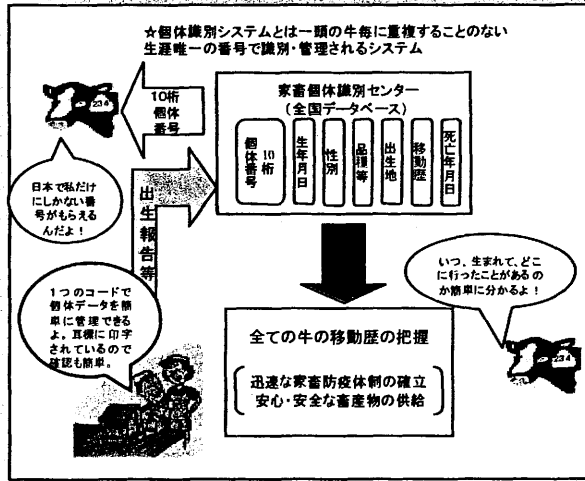 ☆個体識別システムとは一頭の牛毎に重複することのない
生涯唯一の番号で識別・管理されるシステム
234
10桁
個体
番号
家畜個体識別センター
(全国データベース)
10桁
個体番号
生年月日
性別
品種等
出生地
移動歴
死亡年月日
日本で私だけ
にしかない番
号がもらえる
んだよ！
出生報告等
1つのコードで
個体データを簡
単に管理できる
よ。耳標に印字
されているので
確認も簡単。
いつ、生まれて、どこ
に行ったことがあるの
か簡単に分かるよ！
234
全ての牛の移動歴の把握
迅速な家畜防疫体制の確立
安心・安全な畜産物の供給